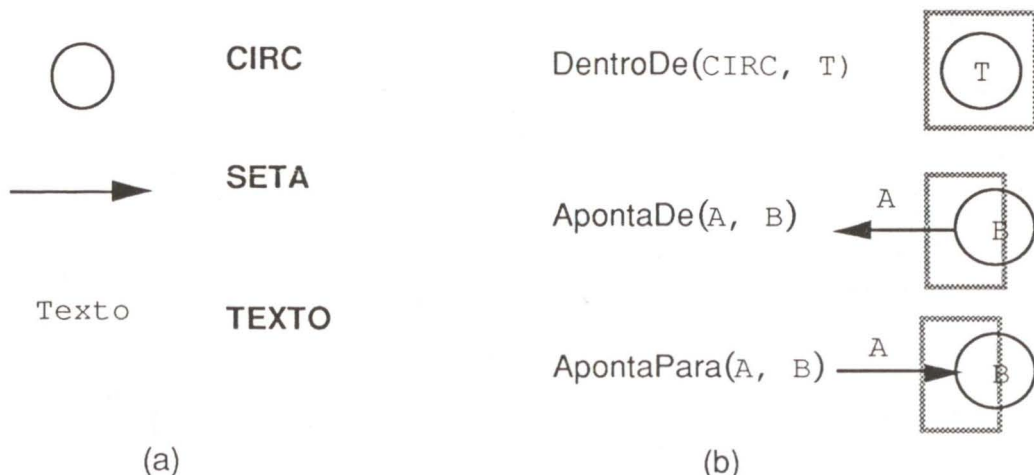 CIRC
SETA
Texto TEXTO
(a)
DentroDe(CIRC, T) T
ApontaDe(A, B) A B
ApontaPara(A, B) A B
(b)